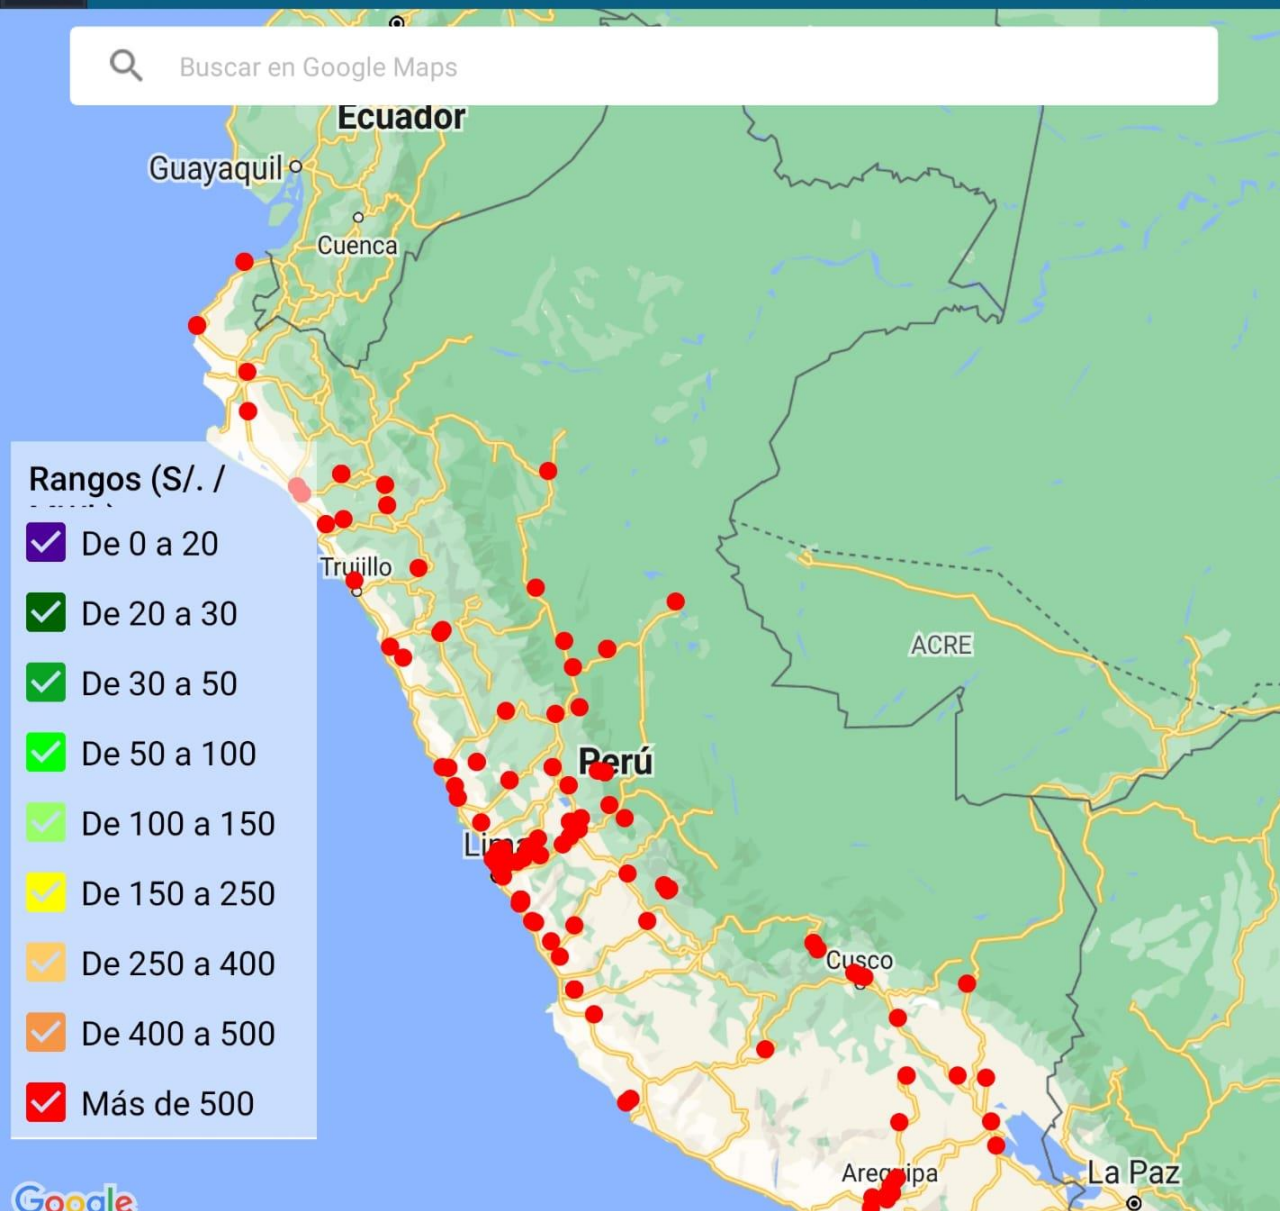 Buscar en Google Maps
Ecuador
Guayaquil
Cuenca
Rangos (S/. /
De 0 a 20
De 20 a 30
De 30 a 50
De 50 a 100
De 100 a 150
De 150 a 250
De 250 a 400
De 400 a 500
Más de 500
Trujillo
ACRE
Perú
Lima
Cusco
Arequipa
La Paz
Google